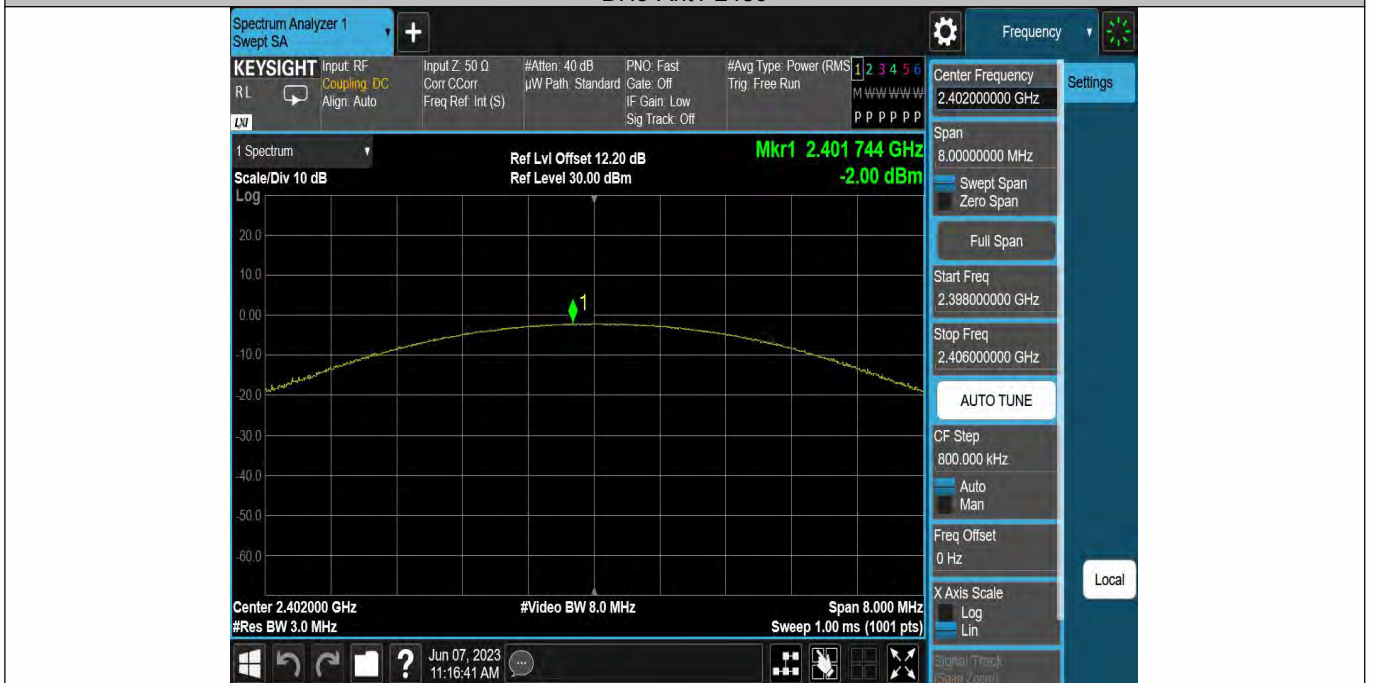 Spectrum Analyzer 1
Swept SA
+
Frequency
KEYSIGHT
RL
LXI
Input: RF
Coupling: DC
Align: Auto
Input Z: 50 Ω
Corr CCorr
Freq Ref: Int (S)
#Atten: 40 dB
µW Path: Standard
PNO: Fast
Gate: Off
IF Gain: Low
Sig Track: Off
#Avg Type: Power (RMS
Trig: Free Run
1 2 3 4 5 6
M W W W W W
P P P P P P
1 Spectrum
Scale/Div 10 dB
Ref Lvl Offset 12.20 dB
Ref Level 30.00 dBm
Mkr1 2.401 744 GHz
-2.00 dBm
Log
20.0
10.0
0.00
-10.0
-20.0
-30.0
-40.0
-50.0
-60.0
1
Center 2.402000 GHz
#Res BW 3.0 MHz
#Video BW 8.0 MHz
Span 8.000 MHz
Sweep 1.00 ms (1001 pts)
Center Frequency
2.402000000 GHz
Settings
Span
8.00000000 MHz
Swept Span
Zero Span
Full Span
Start Freq
2.398000000 GHz
Stop Freq
2.406000000 GHz
AUTO TUNE
CF Step
800.000 kHz
Auto
Man
Freq Offset
0 Hz
X Axis Scale
Log
Lin
Signal Track
(Span Zoom)
Local
?
Jun 07, 2023
11:16:41 AM